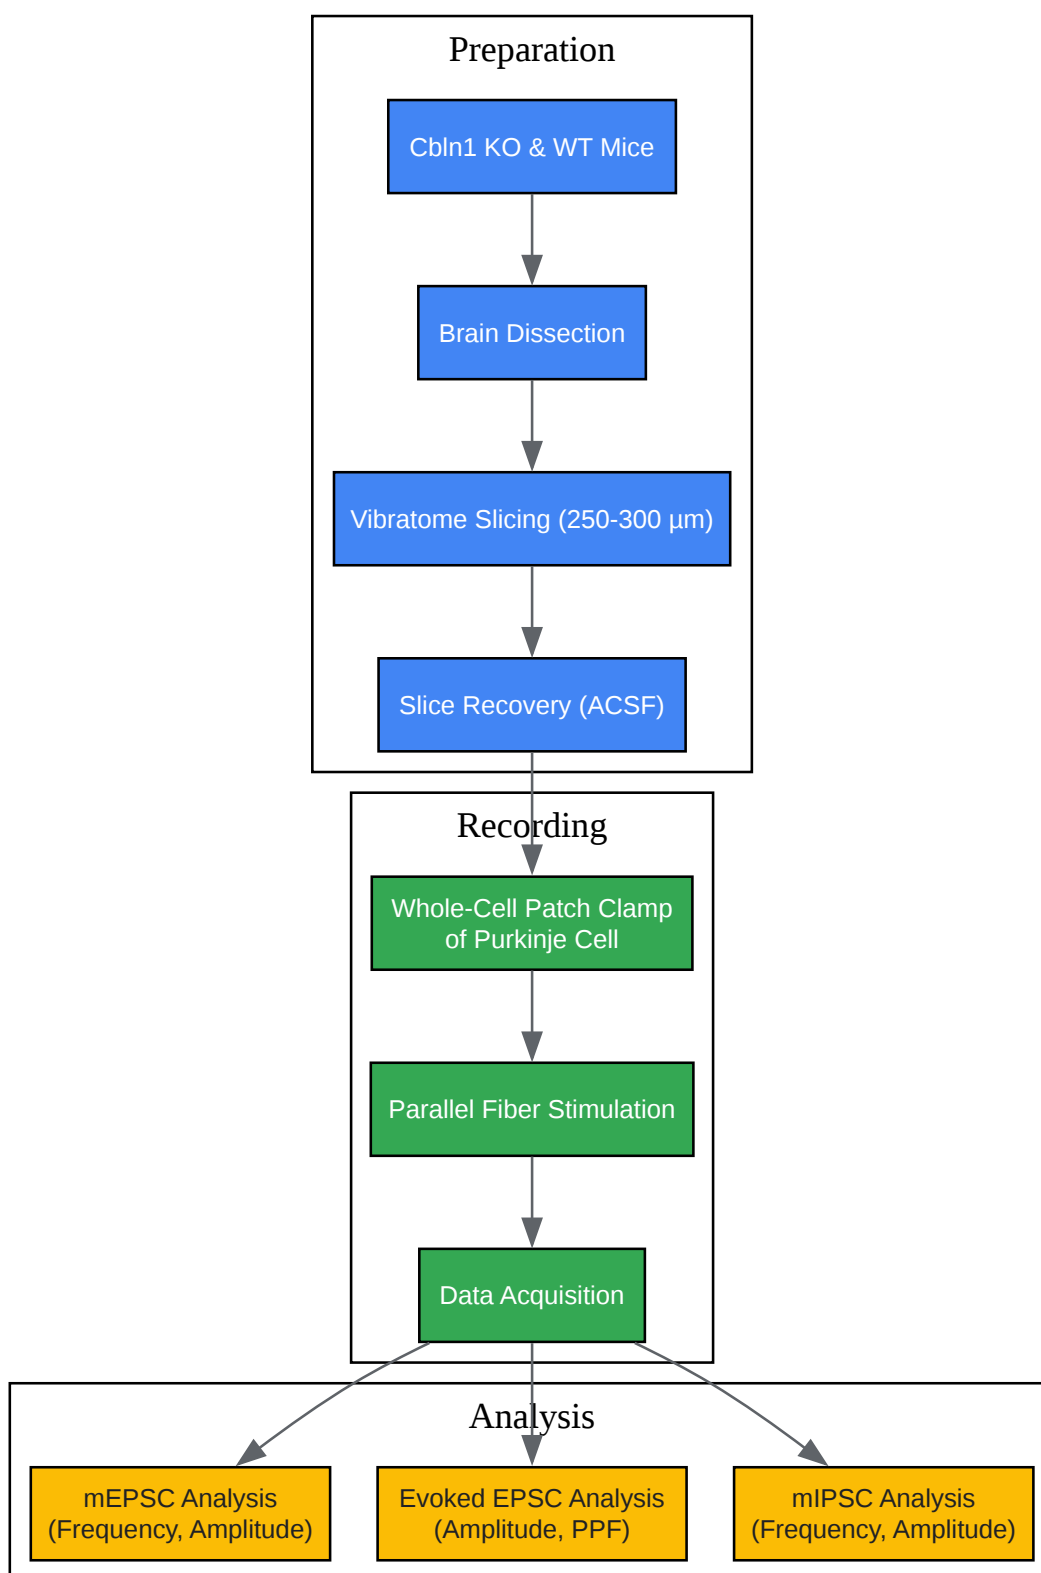 Preparation
Cbln1 KO & WT Mice
Brain Dissection
Vibratome Slicing (250-300 µm)
Slice Recovery (ACSF)
Recording
Whole-Cell Patch Clamp
of Purkinje Cell
Parallel Fiber Stimulation
Data Acquisition
Analysis
mEPSC Analysis
(Frequency, Amplitude)
Evoked EPSC Analysis
(Amplitude, PPF)
mIPSC Analysis
(Frequency, Amplitude)